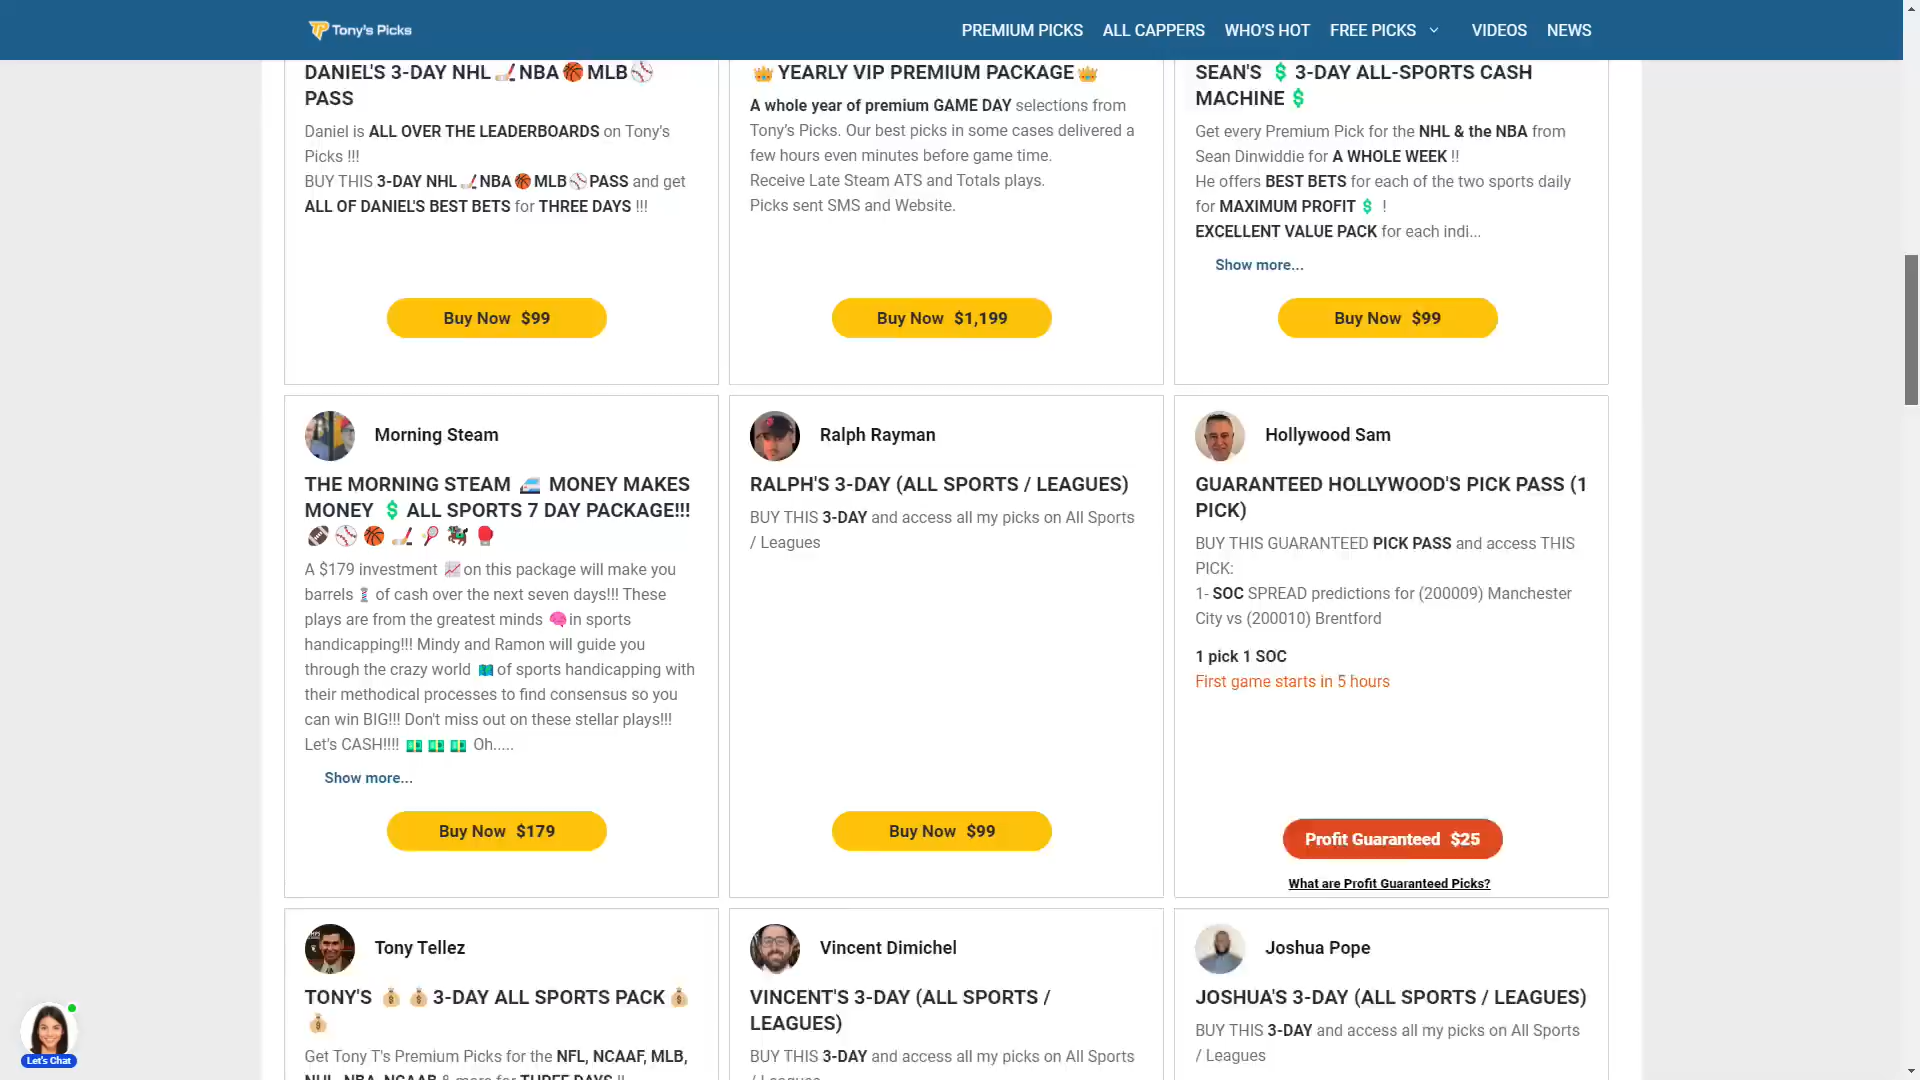 Tony's Picks
PREMIUM PICKS ALL CAPPERS WHO'S HOT FREE PICKS VIDEOS NEWS
DANIEL'S 3-DAY NHL🏒NBA🏀MLB⚾
PASS
Daniel is ALL OVER THE LEADERBOARDS on Tony's
Picks !!!
BUY THIS 3-DAY NHL🏒NBA🏀MLB⚾PASS and get
ALL OF DANIEL'S BEST BETS for THREE DAYS !!!
Buy Now $99
👑YEARLY VIP PREMIUM PACKAGE👑
A whole year of premium GAME DAY selections from
Tony's Picks. Our best picks in some cases delivered a
few hours even minutes before game time.
Receive Late Steam ATS and Totals plays.
Picks sent SMS and Website.
Buy Now $1,199
SEAN'S 💲3-DAY ALL-SPORTS CASH
MACHINE💲
Get every Premium Pick for the NHL & the NBA from
Sean Dinwiddie for A WHOLE WEEK !!
He offers BEST BETS for each of the two sports daily
for MAXIMUM PROFIT💲 !
EXCELLENT VALUE PACK for each indi...
Show more...
Buy Now $99
Morning Steam
THE MORNING STEAM 🚅 MONEY MAKES
MONEY 💲ALL SPORTS 7 DAY PACKAGE!!!
🏈⚾🏀🏒🎾🏇🥊
A $179 investment 📈on this package will make you
barrels💈of cash over the next seven days!!! These
plays are from the greatest minds 🧠in sports
handicapping!!! Mindy and Ramon will guide you
through the crazy world 🗺of sports handicapping with
their methodical processes to find consensus so you
can win BIG!!! Don't miss out on these stellar plays!!!
Let's CASH!!!! 💵 💵 💵 Oh.....
Show more...
Buy Now $179
Ralph Rayman
RALPH'S 3-DAY (ALL SPORTS / LEAGUES)
BUY THIS 3-DAY and access all my picks on All Sports
/ Leagues
Buy Now $99
Hollywood Sam
GUARANTEED HOLLYWOOD'S PICK PASS (1
PICK)
BUY THIS GUARANTEED PICK PASS and access THIS
PICK:
1- SOC SPREAD predictions for (200009) Manchester
City vs (200010) Brentford
1 pick 1 SOC
First game starts in 5 hours
Profit Guaranteed $25
What are Profit Guaranteed Picks?
Tony Tellez
TONY'S 💰💰3-DAY ALL SPORTS PACK💰
💰
Get Tony T's Premium Picks for the NFL, NCAAF, MLB,
NHL, NBA, NCAAB & more for THREE DAYS !!
Vincent Dimichel
VINCENT'S 3-DAY (ALL SPORTS /
LEAGUES)
BUY THIS 3-DAY and access all my picks on All Sports
/ Leagues
Joshua Pope
JOSHUA'S 3-DAY (ALL SPORTS / LEAGUES)
BUY THIS 3-DAY and access all my picks on All Sports
/ Leagues
Let's Chat